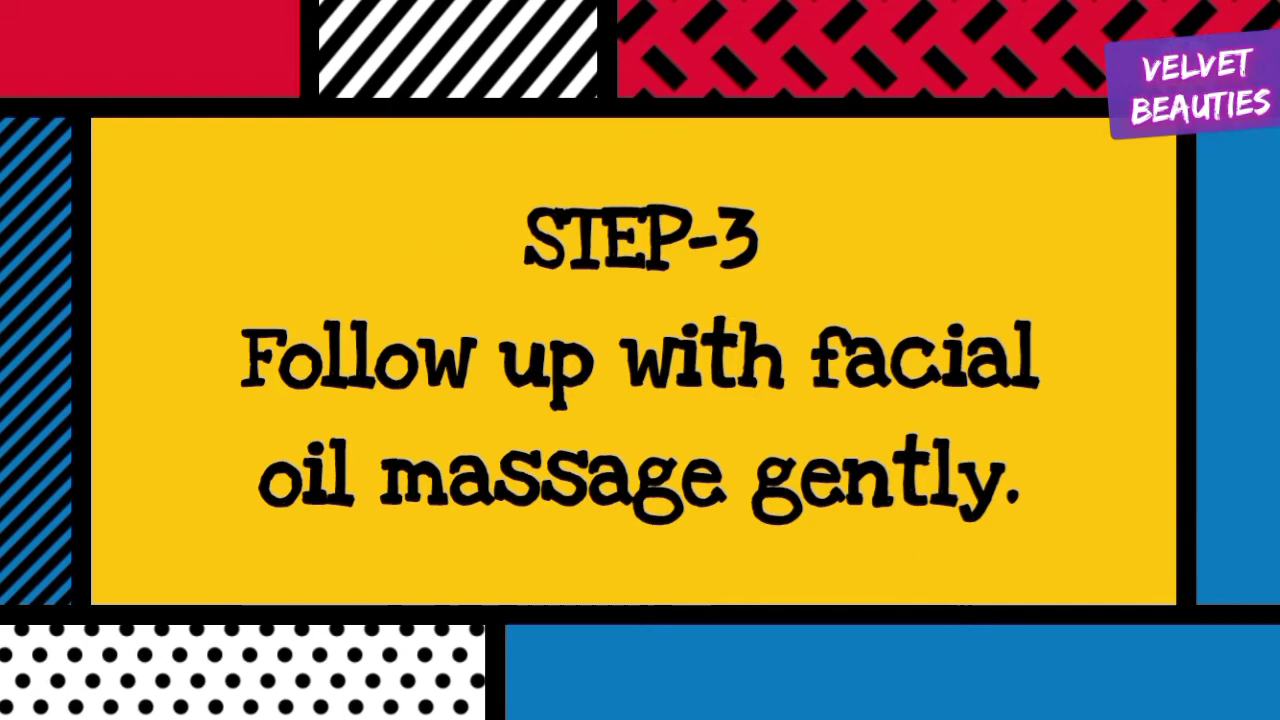 VELVET
BEAUTIES
STEP-3
Follow up with facial
oil massage gently.